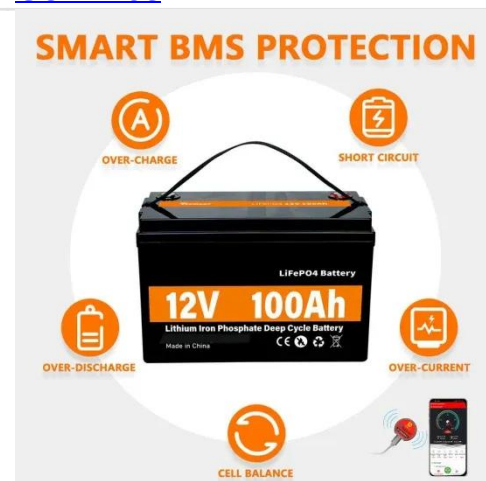 SMART BMS PROTECTION
OVER-CHARGE
SHORT CIRCUIT
LiFePO4 Battery
12V 100Ah
Lithium Iron Phosphate Deep Cycle Battery
Made in China
CE
OVER-DISCHARGE
OVER-CURRENT
CELL BALANCE